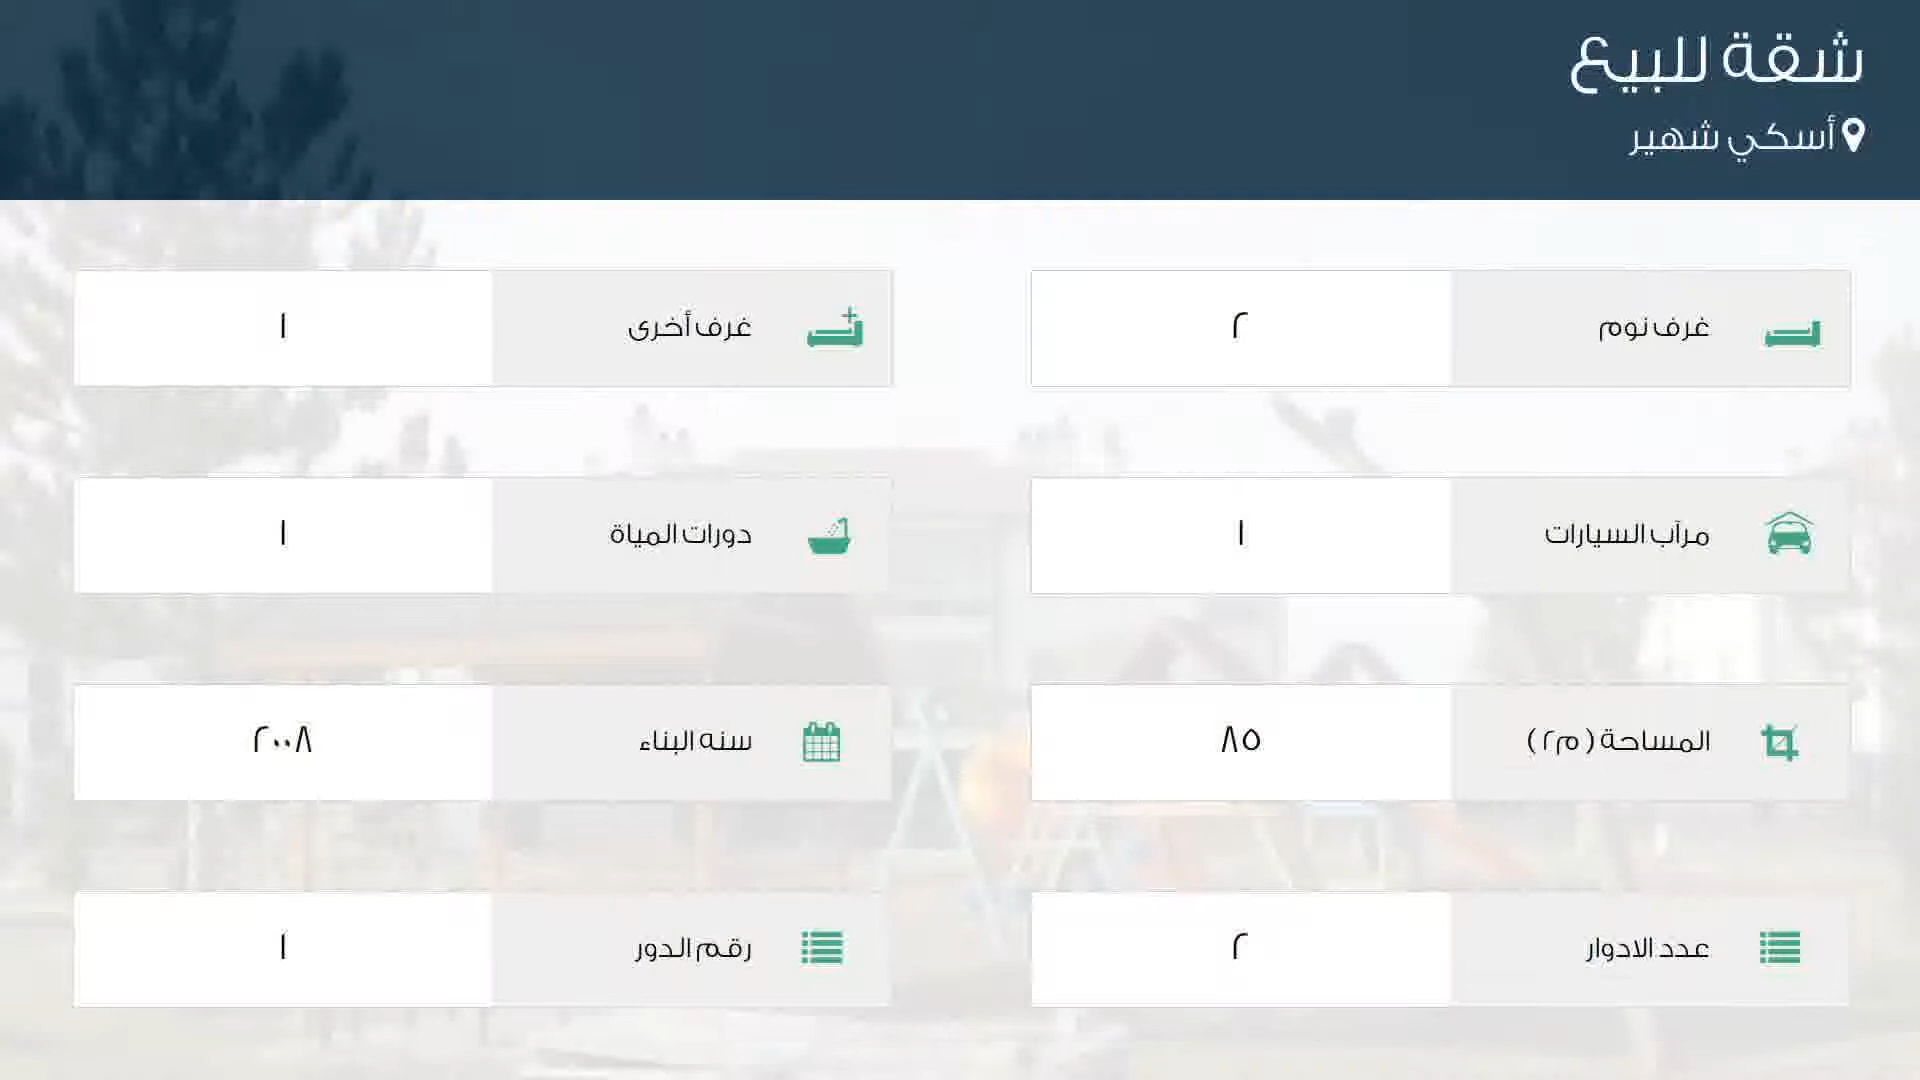 شقة للبيع
أسكي شهير
غرف نوم ٢
غرف أخرى ١
مرآب السيارات ١
دورات المياة ١
المساحة ( م٢ ) ٨٥
سنه البناء ٢٠٠٨
عدد الادوار ٢
رقم الدور ١